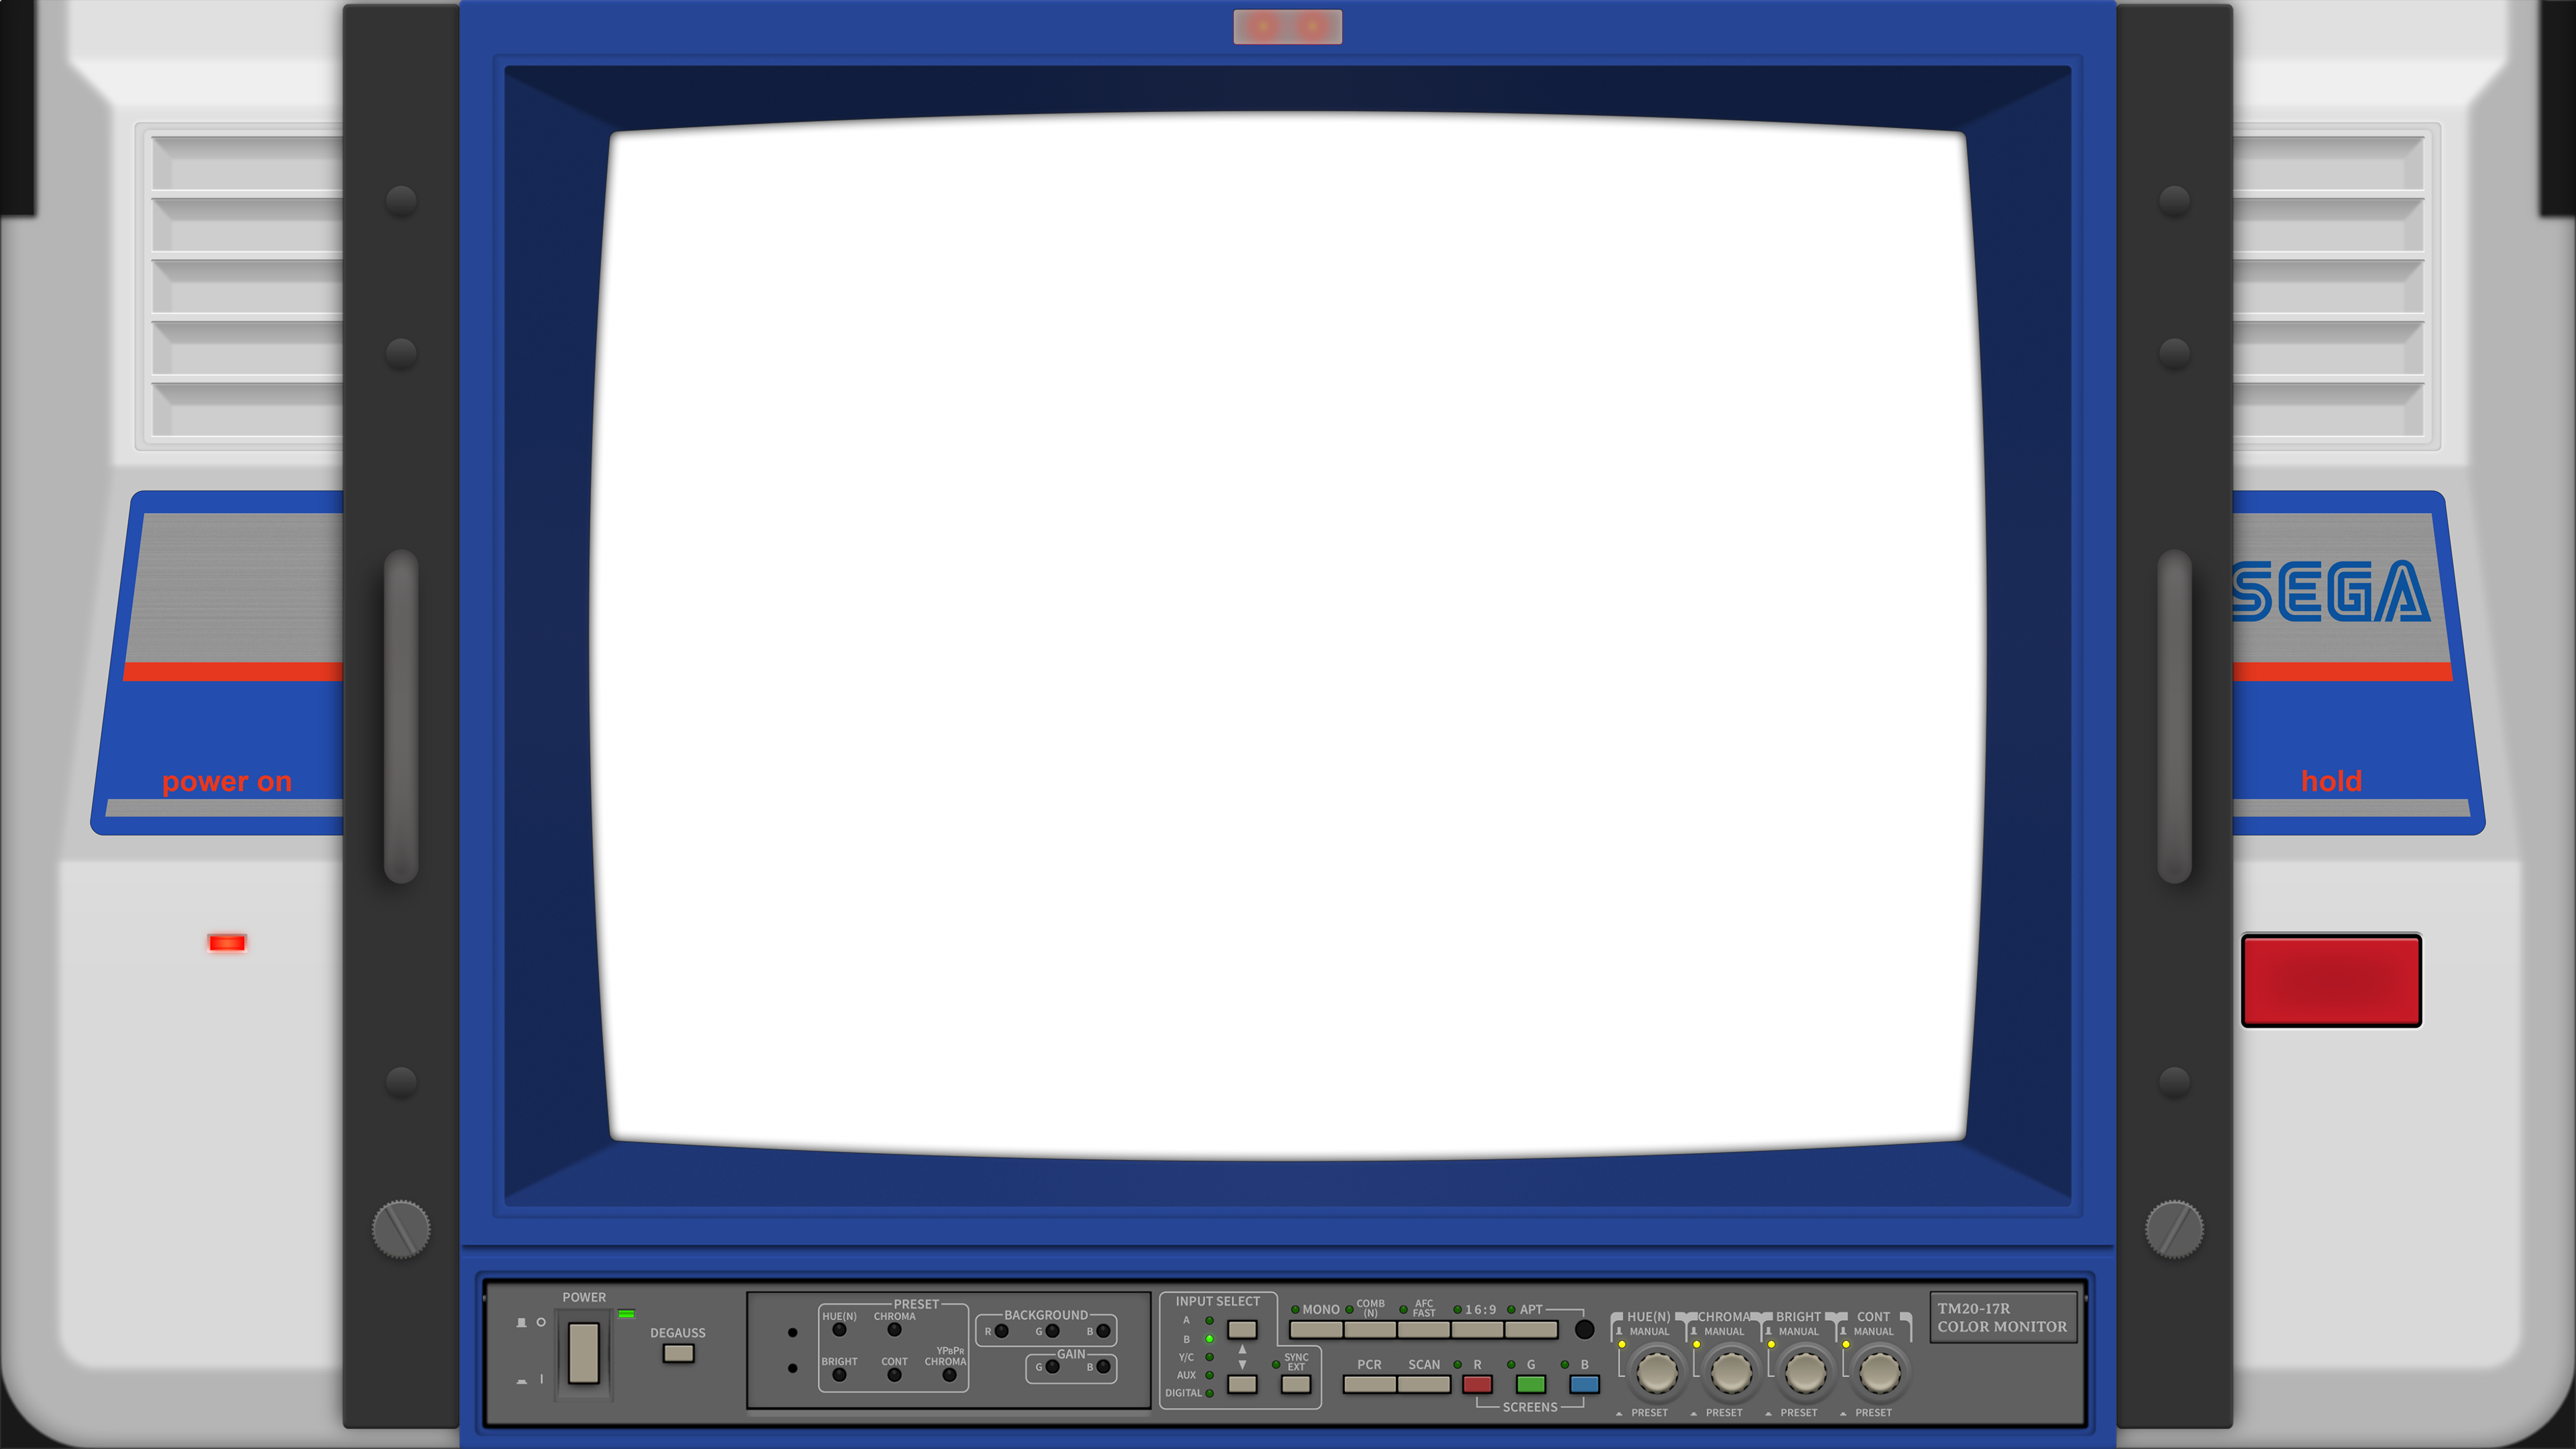 SEGA
power on
hold
POWER
DEGAUSS
PRESET
HUE(N) CHROMA
BRIGHT CONT YPBPR
CHROMA
BACKGROUND
R G B
GAIN
G B
INPUT SELECT
A
B
Y/C
AUX
DIGITAL
SYNC
EXT
MONO COMB
(N) AFC
FAST 16:9 APT
PCR SCAN R G B
SCREENS
HUE(N) CHROMA BRIGHT CONT
MANUAL MANUAL MANUAL MANUAL
PRESET PRESET PRESET PRESET
TM20-17R
COLOR MONITOR